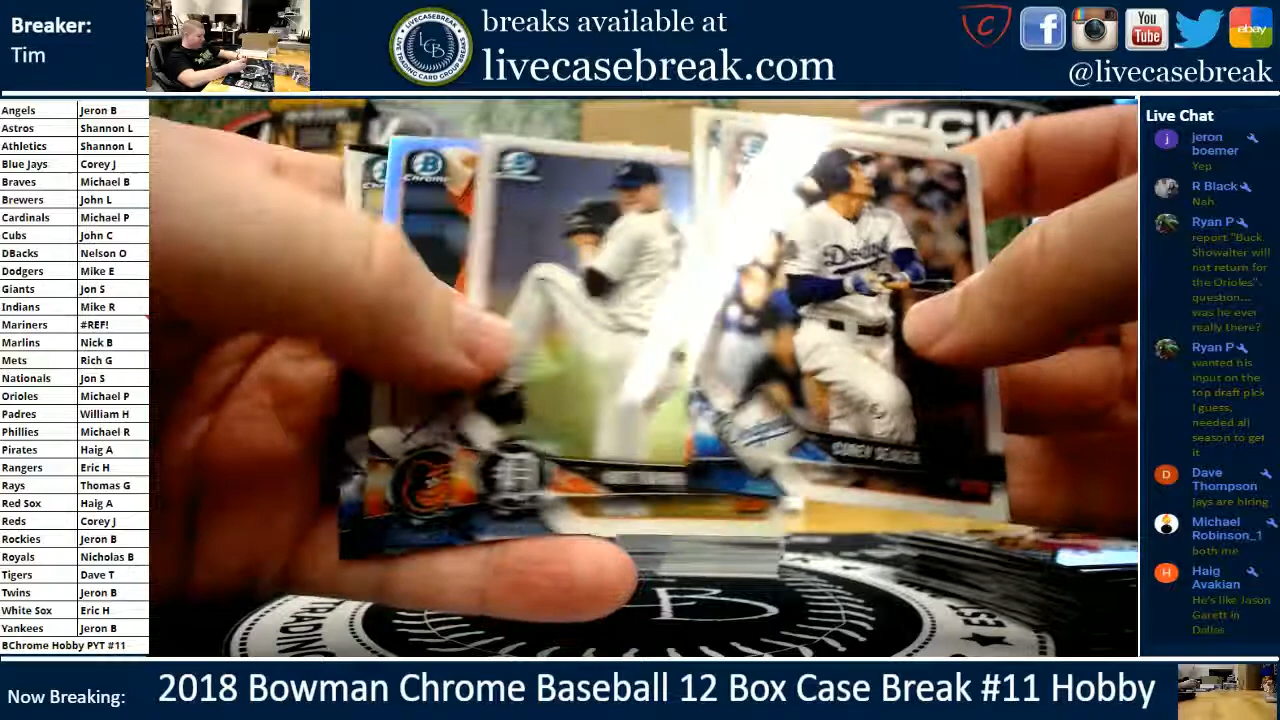 Breaker:
Tim
LCB
breaks available at
livecasebreak.com
You
Tube
ebay
@livecasebreak
Angels Jeron B
Astros Shannon L
Athletics Shannon L
Blue Jays Corey J
Braves Michael B
Brewers John L
Cardinals Michael P
Cubs John C
DBacks Nelson O
Dodgers Mike E
Giants Jon S
Indians Mike R
Mariners #REF!
Marlins Nick B
Mets Rich G
Nationals Jon S
Orioles Michael P
Padres William H
Phillies Michael R
Pirates Haig A
Rangers Eric H
Rays Thomas G
Red Sox Haig A
Reds Corey J
Rockies Jeron B
Royals Nicholas B
Tigers Dave T
Twins Jeron B
White Sox Eric H
Yankees Jeron B
BChrome Hobby PYT #11
Chrome
Dodgers
COREY SEAGER
Live Chat
j
jeron
boemer
Yep
R Black
Nah
Ryan P
report "Buck
Showalter will
not return for
the Orioles".
question...
was he ever
really there?
Ryan P
wanted his
input on the
top draft pick
I guess,
needed all
season to get
it
D
Dave
Thompson
Jays are hiring
Michael
Robinson_1
both me
H
Haig
Avakian
He's like Jason
Garett in
Dallas
Now Breaking:
2018 Bowman Chrome Baseball 12 Box Case Break #11 Hobby